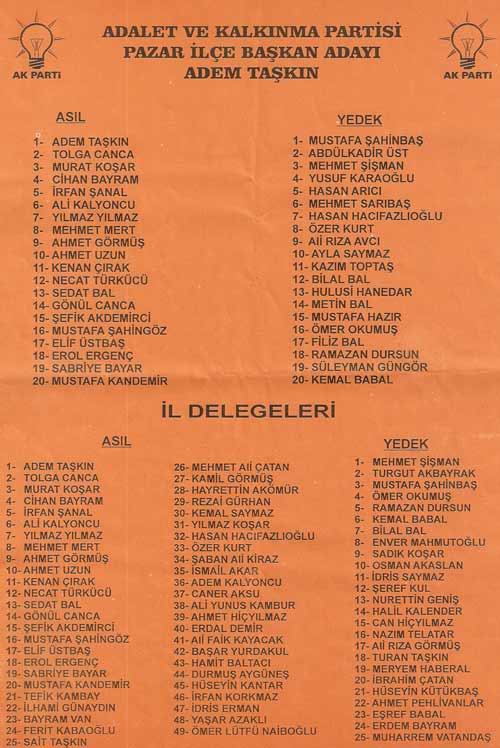 ADALET VE KALKINMA PARTİSİ
PAZAR İLÇE BAŞKAN ADAYI
ADEM TAŞKIN
AK PARTİ
AK PARTİ
ASIL
1- ADEM TAŞKIN
2- TOLGA CANCA
3- MURAT KOŞAR
4- CİHAN BAYRAM
5- İRFAN ŞANAL
6- ALİ KALYONCU
7- YILMAZ YILMAZ
8- MEHMET MERT
9- AHMET GÖRMÜŞ
10- AHMET UZUN
11- KENAN ÇIRAK
12- NECAT TÜRKÜCÜ
13- SEDAT BAL
14- GÖNÜL CANCA
15- ŞEFİK AKDEMİRCİ
16- MUSTAFA ŞAHİNGÖZ
17- ELİF ÜSTBAŞ
18- EROL ERGENÇ
19- SABRİYE BAYAR
20- MUSTAFA KANDEMİR
YEDEK
1- MUSTAFA ŞAHİNBAŞ
2- ABDÜLKADİR ÜST
3- MEHMET ŞİŞMAN
4- YUSUF KARAOĞLU
5- HASAN ARICI
6- MEHMET SARIBAŞ
7- HASAN HACIFAZLIOĞLU
8- ÖZER KURT
9- Alİ RIZA AVCI
10- AYLA SAYMAZ
11- KAZIM TOPTAŞ
12- BİLAL BAL
13- HULUSİ HANEDAR
14- METİN BAL
15- MUSTAFA HAZIR
16- ÖMER OKUMUŞ
17- FİLİZ BAL
18- RAMAZAN DURSUN
19- SÜLEYMAN GÜNGÖR
20- KEMAL BABAL
İL DELEGELERİ
ASIL
1- ADEM TAŞKIN
2- TOLGA CANCA
3- MURAT KOŞAR
4- CİHAN BAYRAM
5- İRFAN ŞANAL
6- ALİ KALYONCU
7- YILMAZ YILMAZ
8- MEHMET MERT
9- AHMET GÖRMÜŞ
10- AHMET UZUN
11- KENAN ÇIRAK
12- NECAT TÜRKÜCÜ
13- SEDAT BAL
14- GÖNÜL CANCA
15- ŞEFİK AKDEMİRCİ
16- MUSTAFA ŞAHİNGÖZ
17- ELİF ÜSTBAŞ
18- EROL ERGENÇ
19- SABRİYE BAYAR
20- MUSTAFA KANDEMİR
21- TEFİK KAMBAY
22- İLHAMİ GÜNAYDIN
23- BAYRAM VAN
24- FERİT KABAOĞLU
25- SAİT TAŞKIN
26- MEHMET Alİ ÇATAN
27- KAMİL GÖRMÜŞ
28- HAYRETTİN AKÖMÜR
29- REZAİ GÜRHAN
30- KEMAL SAYMAZ
31- YILMAZ KOŞAR
32- HASAN HACIFAZLIOĞLU
33- ÖZER KURT
34- ŞABAN Alİ KİRAZ
35- İSMAİL AKAR
36- ADEM KALYONCU
37- CANER AKSU
38- ALİ YUNUS KAMBUR
39- AHMET HİÇYILMAZ
40- ERDAL DEMİR
41- Alİ FAİK KAYACAK
42- BAŞAR YURDAKUL
43- HAMİT BALTACI
44- DURMUŞ AYGÜNEŞ
45- HÜSEYİN KANTAR
46- İRFAN KORKMAZ
47- İDRİS ERMAN
48- YAŞAR AZAKLI
49- ÖMER LÜTFÜ NAİBOĞLU
YEDEK
1- MEHMET ŞİŞMAN
2- TURGUT AKBAYRAK
3- MUSTAFA ŞAHİNBAŞ
4- ÖMER OKUMUŞ
5- RAMAZAN DURSUN
6- KEMAL BABAL
7- BİLAL BAL
8- ENVER MAHMUTOĞLU
9- SADIK KOŞAR
10- OSMAN AKASLAN
11- İDRİS SAYMAZ
12- ŞEREF KUL
13- NURETTİN GENİŞ
14- HALİL KALENDER
15- CAN HİÇYILMAZ
16- NAZIM TELATAR
17- Alİ RIZA GÖRMÜŞ
18- TURAN TAŞKIN
19- MERYEM HABERAL
20- İBRAHİM ÇATAN
21- HÜSEYİN KÜTÜKBAŞ
22- AHMET PEHLİVANLAR
23- EŞREF BABAL
24- ERDEM BAYRAM
25- MUHARREM VATANDAŞ